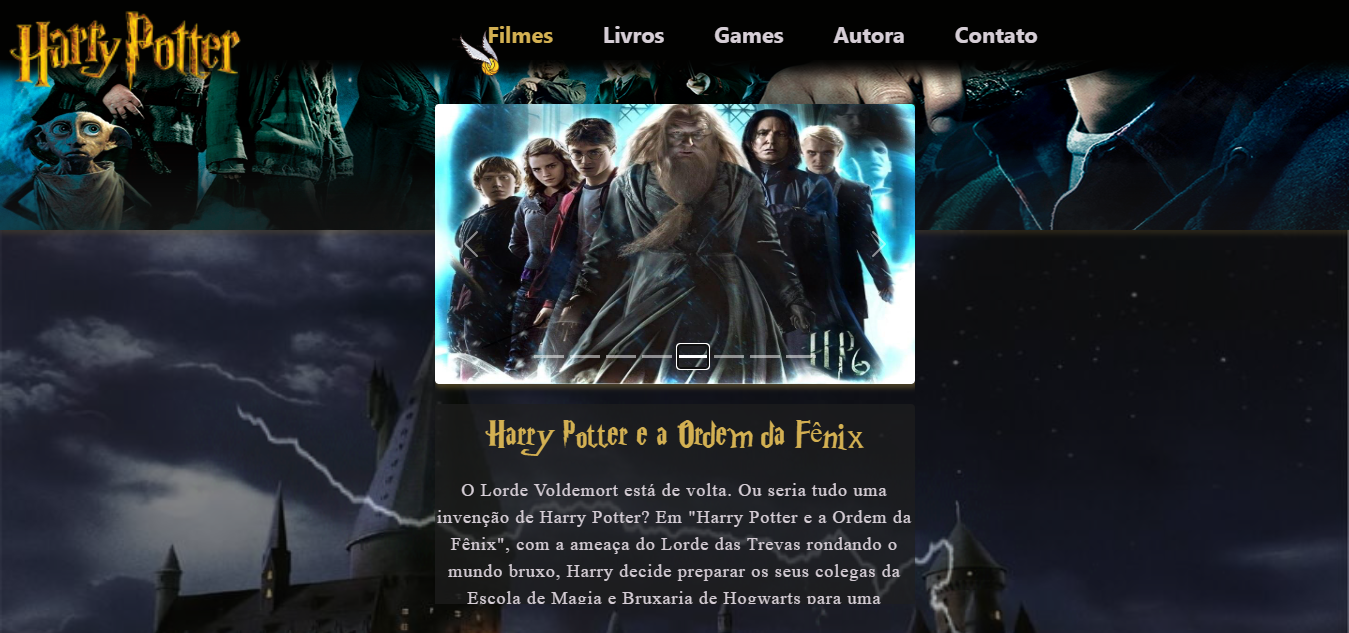 Harry Potter
Filmes Livros Games Autora Contato
HP6
Harry Potter e a Ordem da Fênix
O Lorde Voldemort está de volta. Ou seria tudo uma
invenção de Harry Potter? Em "Harry Potter e a Ordem da
Fênix", com a ameaça do Lorde das Trevas rondando o
mundo bruxo, Harry decide preparar os seus colegas da
Escola de Magia e Bruxaria de Hogwarts para uma